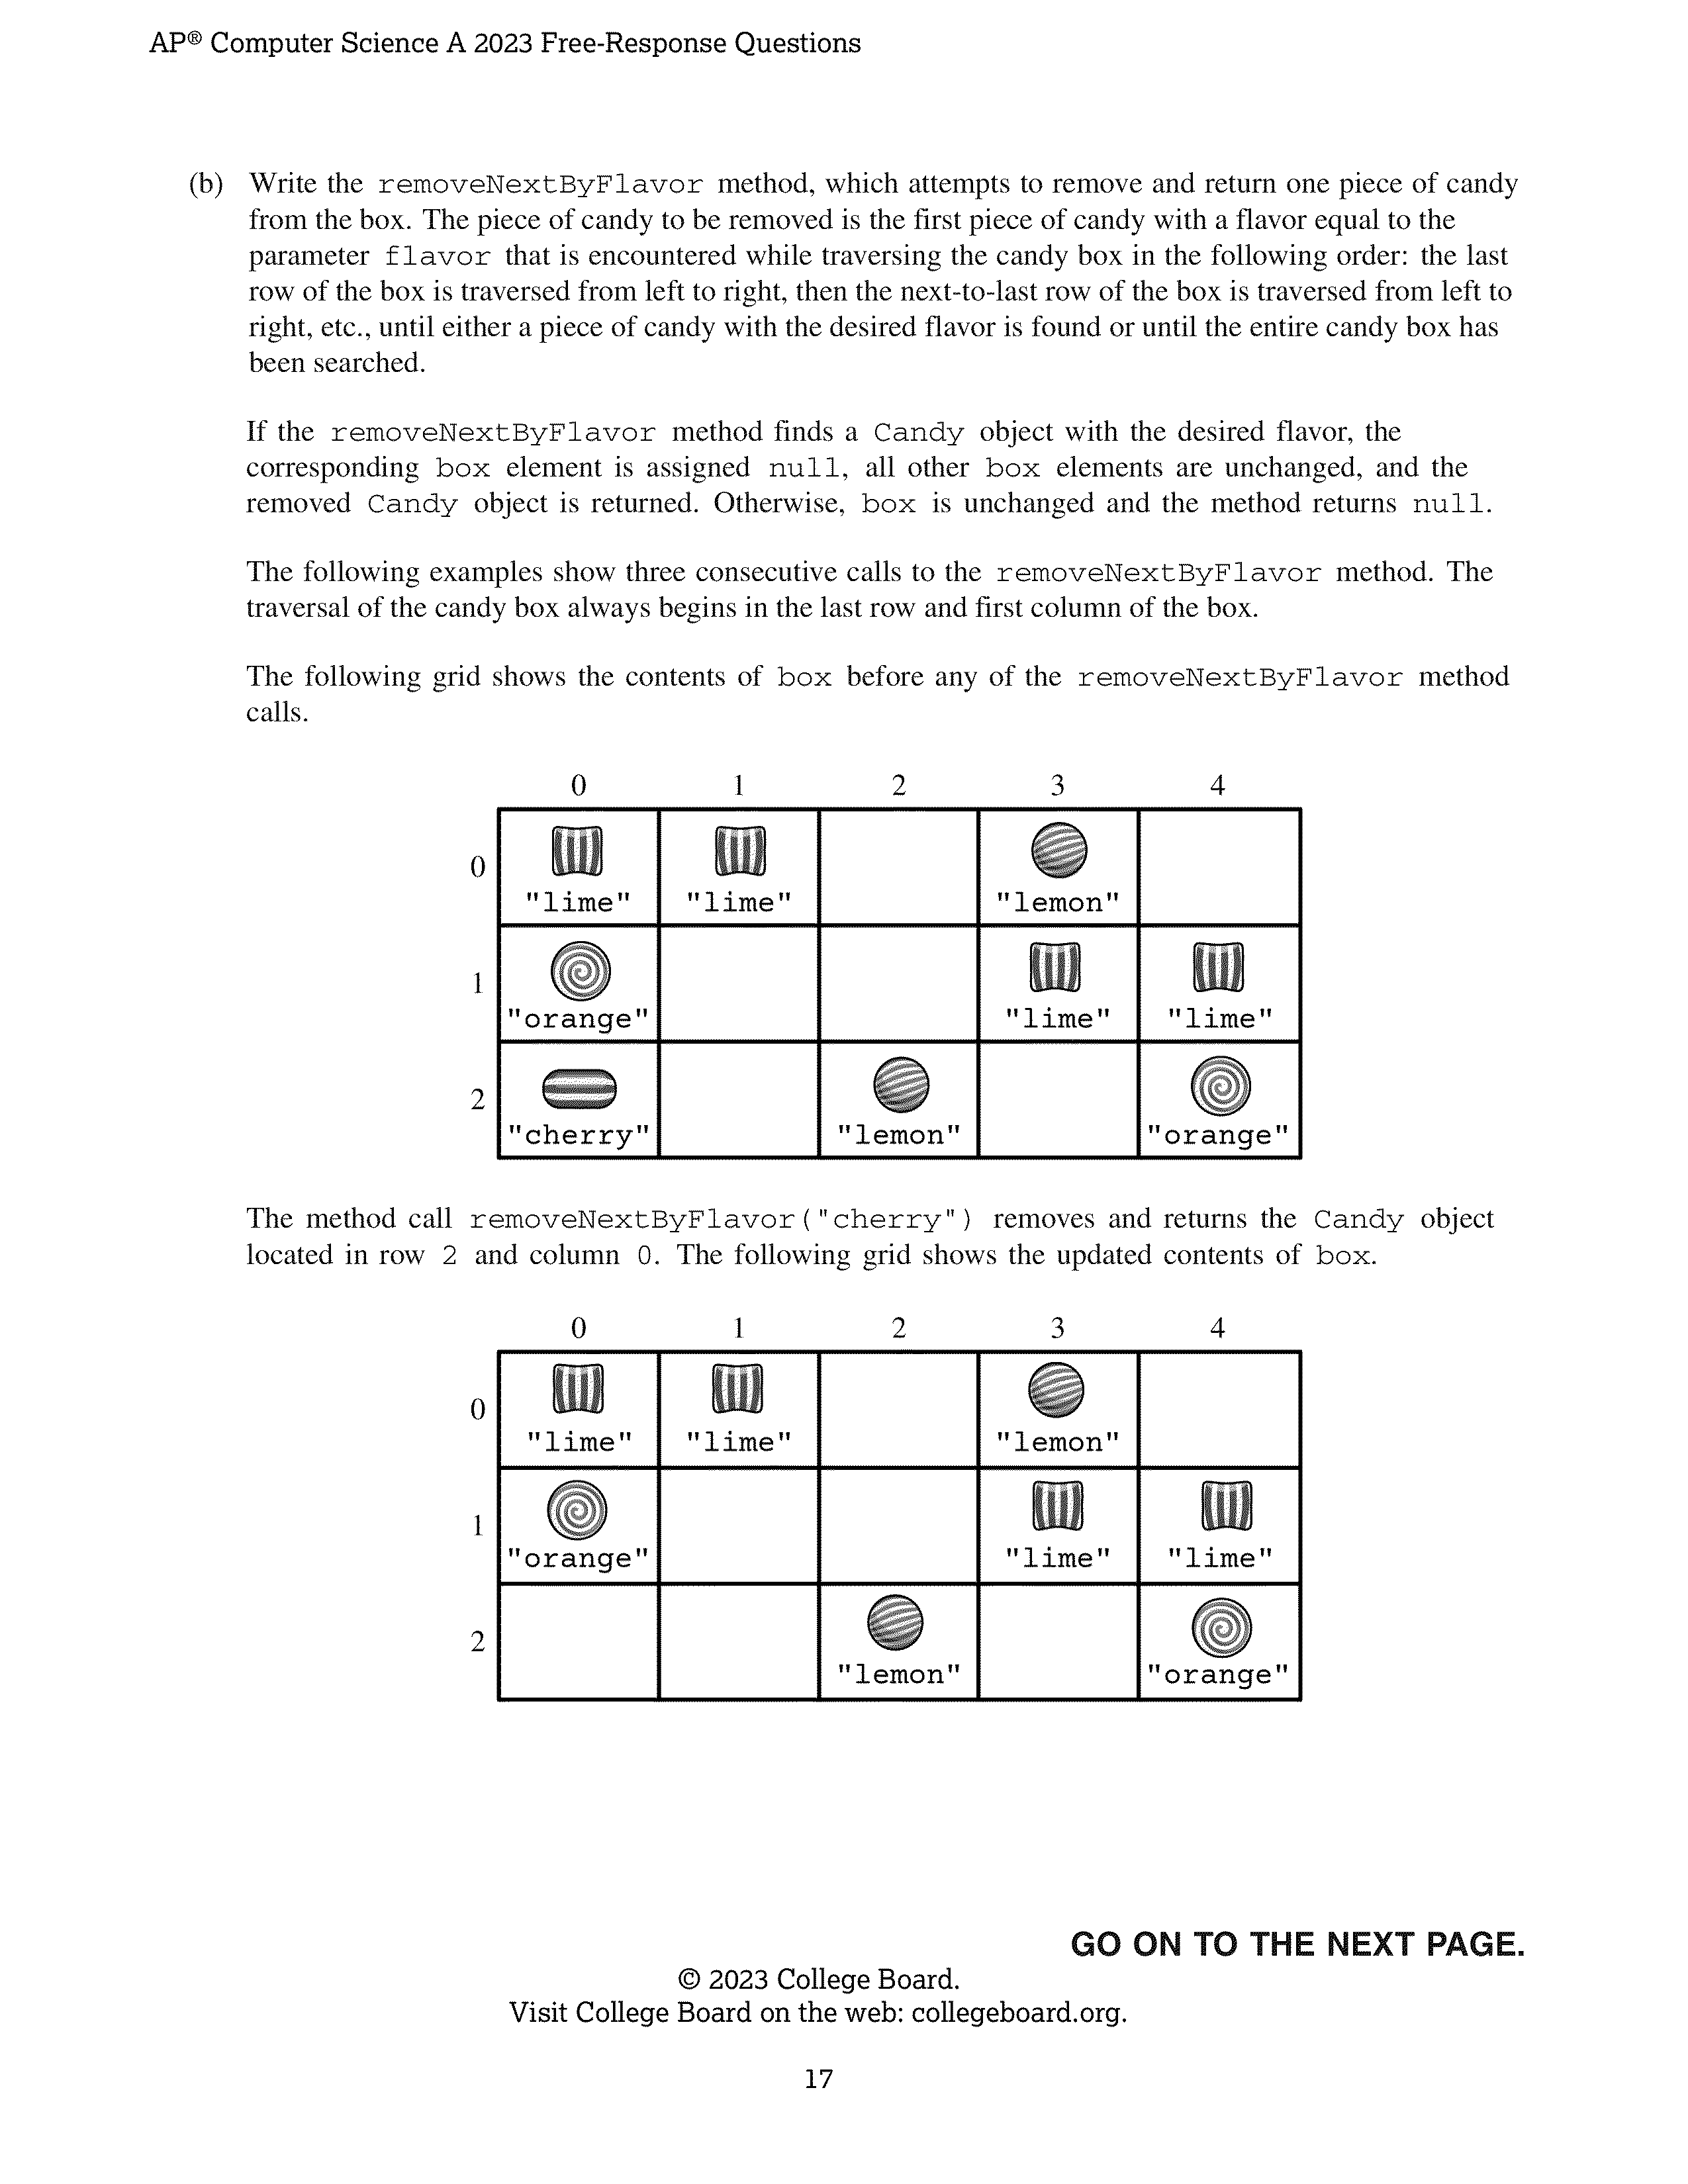 AP® Computer Science A 2023 Free-Response Questions
(b) Write the removeNextByFlavor method, which attempts to remove and return one piece of candy
from the box. The piece of candy to be removed is the first piece of candy with a flavor equal to the
parameter flavor that is encountered while traversing the candy box in the following order: the last
row of the box is traversed from left to right, then the next-to-last row of the box is traversed from left to
right, etc., until either a piece of candy with the desired flavor is found or until the entire candy box has
been searched.
If the removeNextByFlavor method finds a Candy object with the desired flavor, the
corresponding box element is assigned null, all other box elements are unchanged, and the
removed Candy object is returned. Otherwise, box is unchanged and the method returns null.
The following examples show three consecutive calls to the removeNextByFlavor method. The
traversal of the candy box always begins in the last row and first column of the box.
The following grid shows the contents of box before any of the removeNextByFlavor method
calls.
0 1 2 3 4
0
"lime" "lime" "lemon"
1
"orange" "lime" "lime"
2
"cherry" "lemon" "orange"
The method call removeNextByFlavor("cherry") removes and returns the Candy object
located in row 2 and column 0. The following grid shows the updated contents of box.
0 1 2 3 4
0
"lime" "lime" "lemon"
1
"orange" "lime" "lime"
2
"lemon" "orange"
GO ON TO THE NEXT PAGE.
© 2023 College Board.
Visit College Board on the web: collegeboard.org.
17